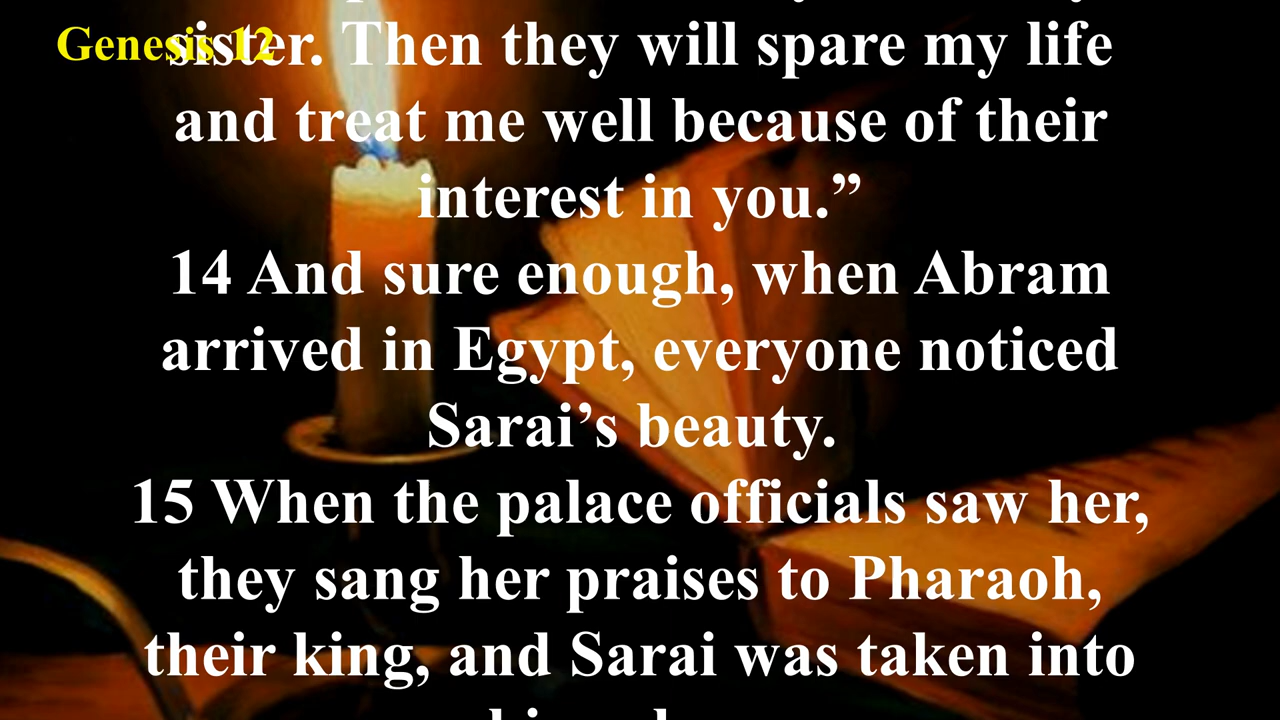 Genesis 12
sister. Then they will spare my life
and treat me well because of their
interest in you.”
14 And sure enough, when Abram
arrived in Egypt, everyone noticed
Sarai’s beauty.
15 When the palace officials saw her,
they sang her praises to Pharaoh,
their king, and Sarai was taken into